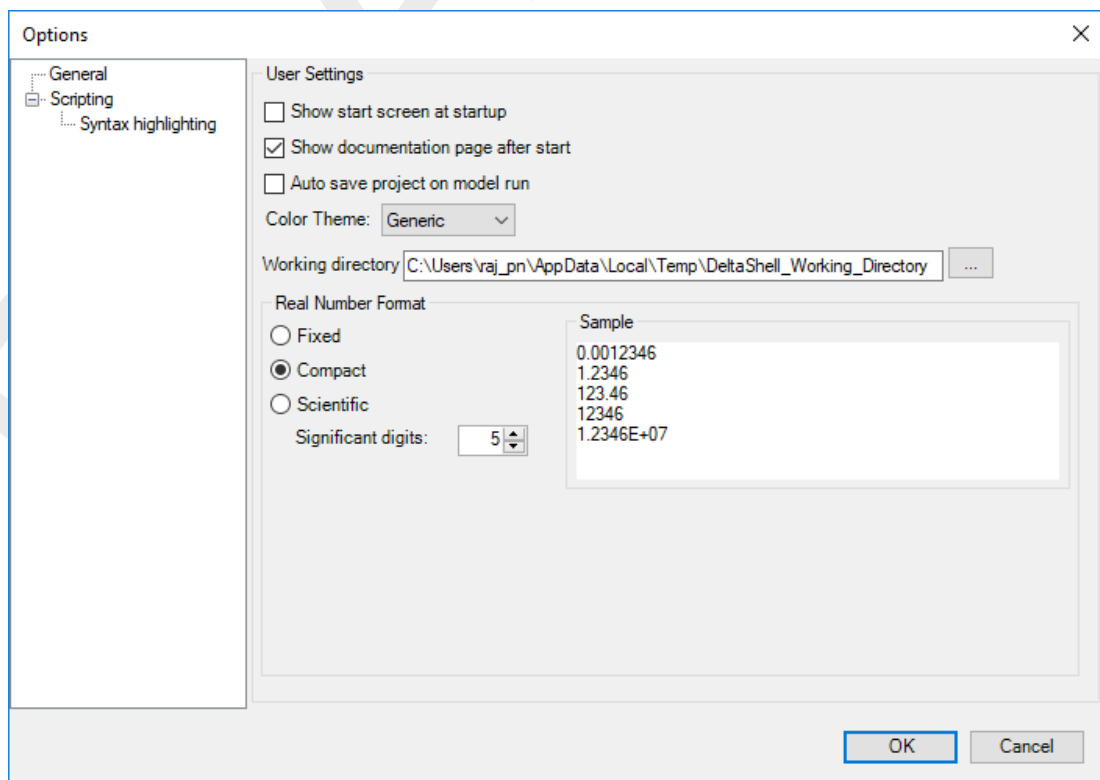 Options
General
Scripting
Syntax highlighting
User Settings
Show start screen at startup
Show documentation page after start
Auto save project on model run
Color Theme: Generic
Working directory C:\Users\raj_pn\AppData\Local\Temp\DeltaShell_Working_Directory ...
Real Number Format
Fixed
Compact
Scientific
Significant digits: 5
Sample
0.0012346
1.2346
123.46
12346
1.2346E+07
OK Cancel